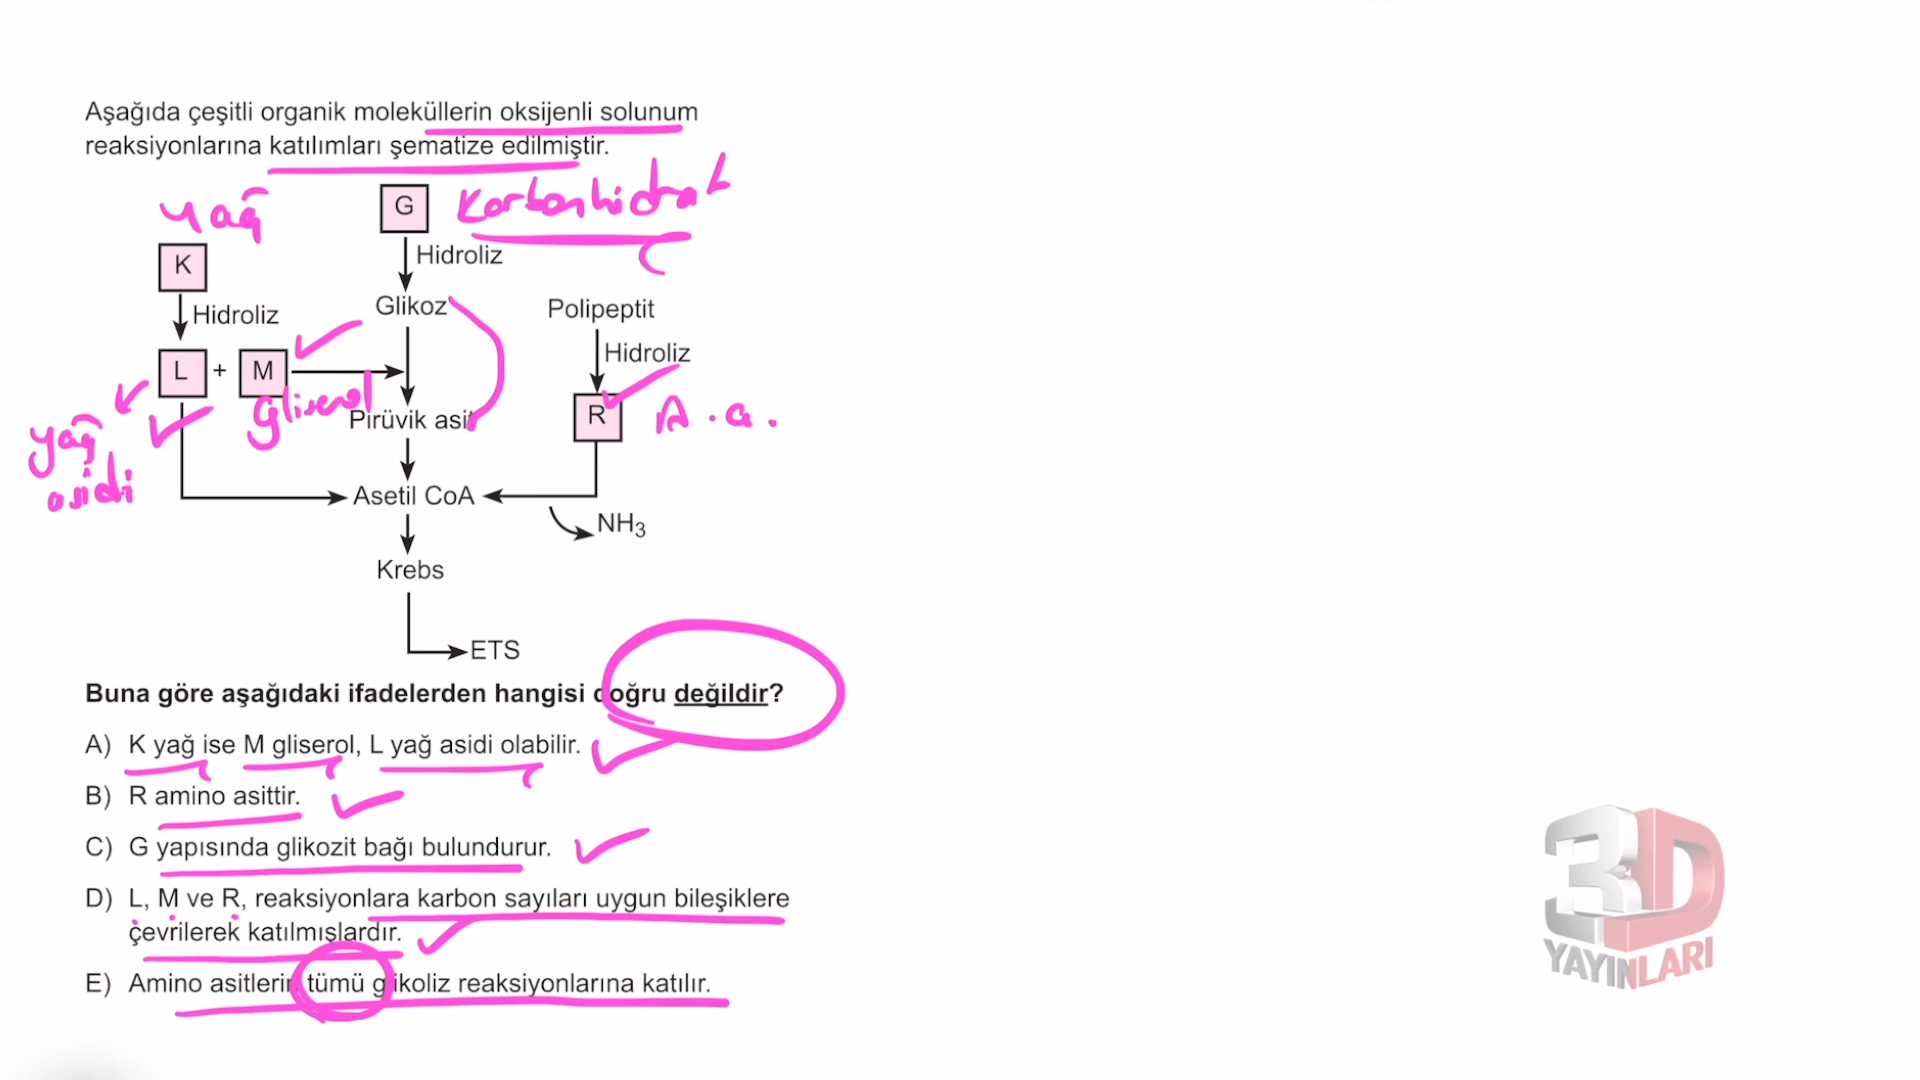 Aşağıda çeşitli organik moleküllerin oksijenli solunum
reaksiyonlarına katılımları şematize edilmiştir.
yağ
G
Karbonhidrat
K
Hidroliz
Hidroliz
Glikoz
Polipeptit
L + M
Hidroliz
gliserol
Pirüvik asit
R
A.a.
yağ
asidi
Asetil CoA
NH3
Krebs
ETS
Buna göre aşağıdaki ifadelerden hangisi doğru değildir?
A) K yağ ise M gliserol, L yağ asidi olabilir.
B) R amino asittir.
C) G yapısında glikozit bağı bulundurur.
D) L, M ve R, reaksiyonlara karbon sayıları uygun bileşiklere
çevrilerek katılmışlardır.
E) Amino asitlerin tümü glikoliz reaksiyonlarına katılır.
3D
YAYINLARI